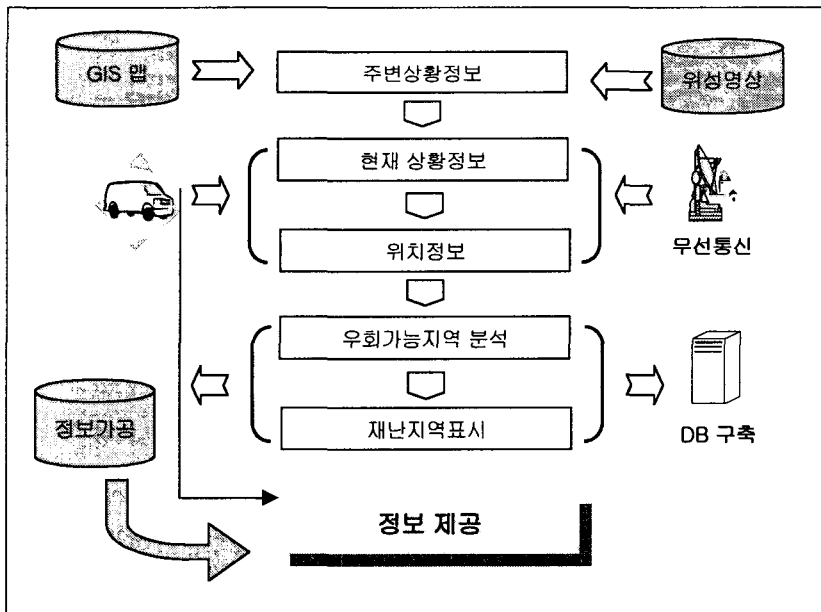 GIS 맵
주변상황정보
위성영상
현재 상황정보
위치정보
무선통신
우회가능지역 분석
정보가공
재난지역표시
DB 구축
정보 제공